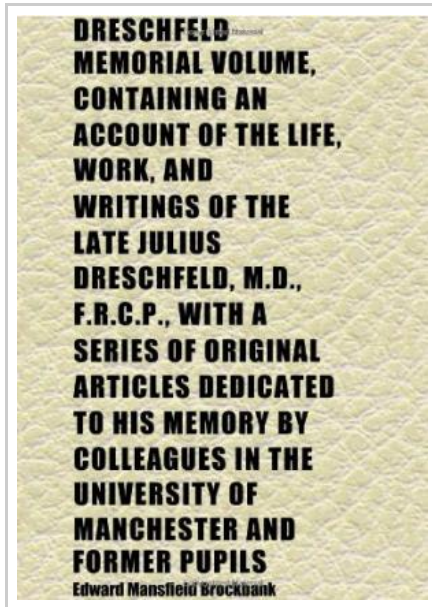 DRESCHFELD
MEMORIAL VOLUME,
CONTAINING AN
ACCOUNT OF THE LIFE,
WORK, AND
WRITINGS OF THE
LATE JULIUS
DRESCHFELD, M.D.,
F.R.C.P., WITH A
SERIES OF ORIGINAL
ARTICLES DEDICATED
TO HIS MEMORY BY
COLLEAGUES IN THE
UNIVERSITY OF
MANCHESTER AND
FORMER PUPILS
Edward Mansfield Brockbank